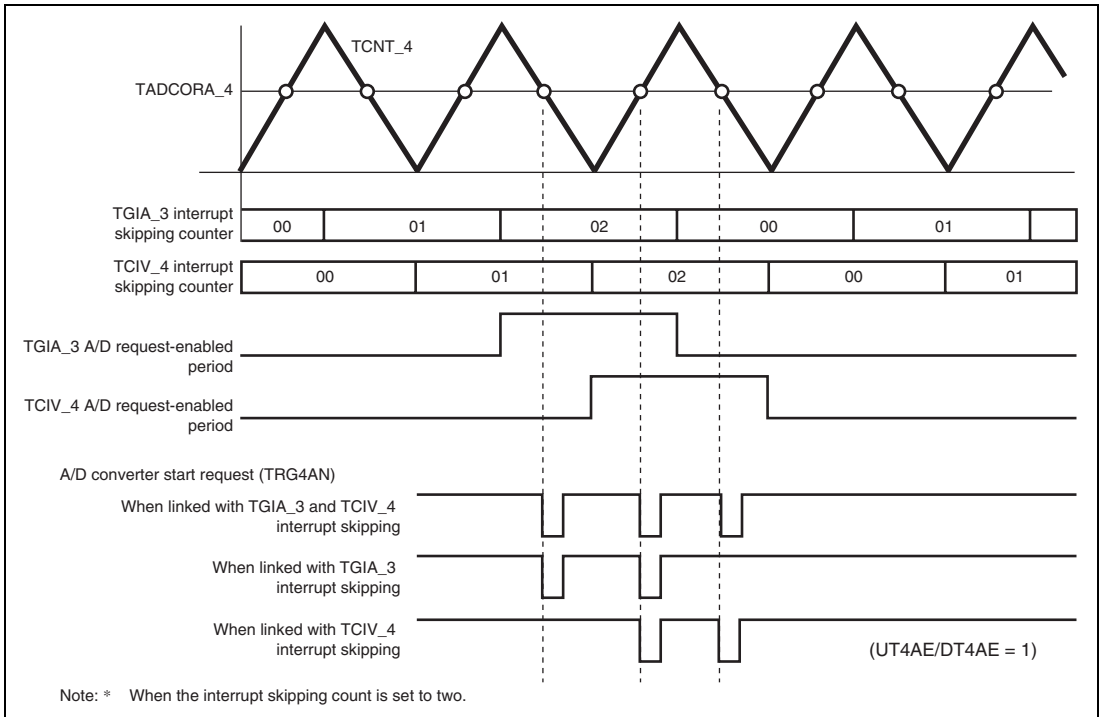 TCNT_4
TADCORA_4
TGIA_3 interrupt
skipping counter
00 01 02 00 01
TCIV_4 interrupt
skipping counter
00 01 02 00 01
TGIA_3 A/D request-enabled
period
TCIV_4 A/D request-enabled
period
A/D converter start request (TRG4AN)
When linked with TGIA_3 and TCIV_4
interrupt skipping
When linked with TGIA_3
interrupt skipping
When linked with TCIV_4
interrupt skipping
(UT4AE/DT4AE = 1)
Note: * When the interrupt skipping count is set to two.